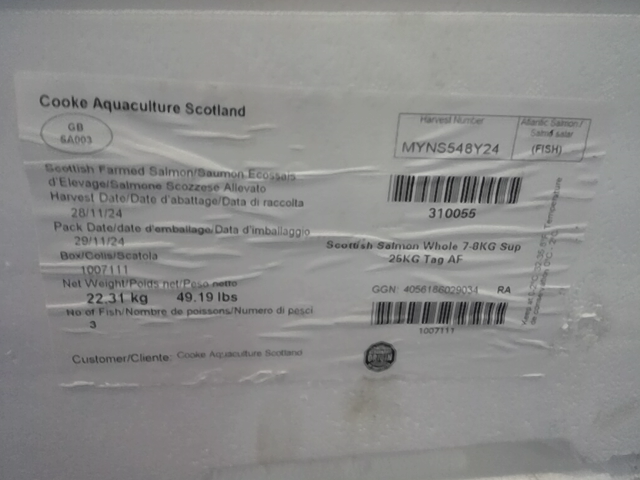 Cooke Aquaculture Scotland
GB
6A003
Harvest Number
MYNS548Y24
Atlantic Salmon /
Salmo salar
(FISH)
Scottish Farmed Salmon/Saumon Ecossais
d'Elevage/Salmone Scozzese Allevato
Harvest Date/Date d'abattage/Data di raccolta
28/11/24
Pack Date/date d'emballage/Data d'imballaggio
29/11/24
Box/Celis/Scatola
1007111
Net Weight/Poids net/Peso netto
22.31 kg 49.19 lbs
No of Fish/Nombre de poissons/Numero di pesci
3
Customer/Cliente: Cooke Aquaculture Scotland
310055
Scottish Salmon Whole 7-8KG Sup
25KG Tag AF
GGN: 4056186029034 RA
1007111
Temperature